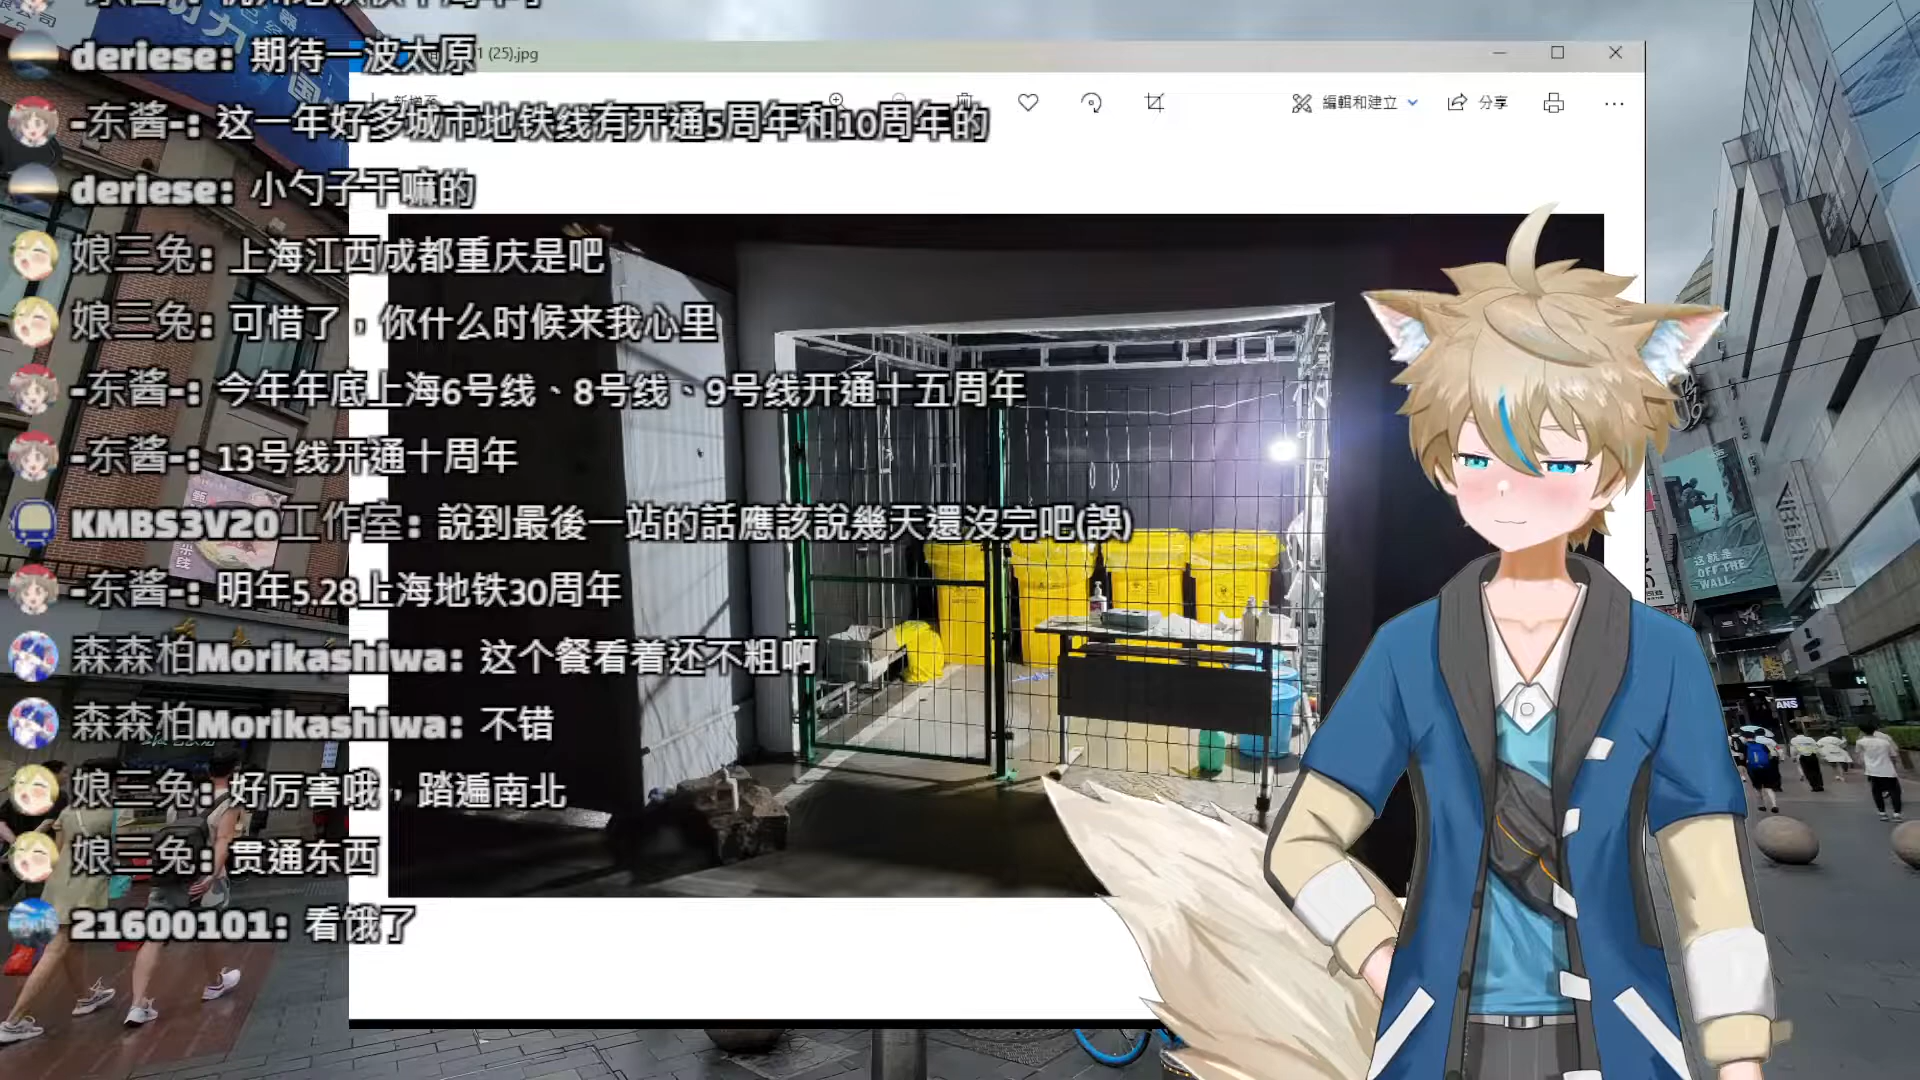 deriese: 期待一波太原
1 (25).jpg
-东酱-: 这一年好多城市地铁线有开通5周年和10周年的
編輯和建立
分享
deriese: 小勺子干嘛的
娘三兔: 上海江西成都重庆是吧
娘三兔: 可惜了，你什么时候来我心里
-东酱-: 今年年底上海6号线、8号线、9号线开通十五周年
-东酱-: 13号线开通十周年
KMBS3V20工作室: 說到最後一站的話應該說幾天還沒完吧(誤)
-东酱-: 明年5.28上海地铁30周年
森森柏Morikashiwa: 这个餐看着还不粗啊
森森柏Morikashiwa: 不错
娘三兔: 好厉害哦，踏遍南北
娘三兔: 贯通东西
21600101: 看饿了
这就是
OFF THE
WALL